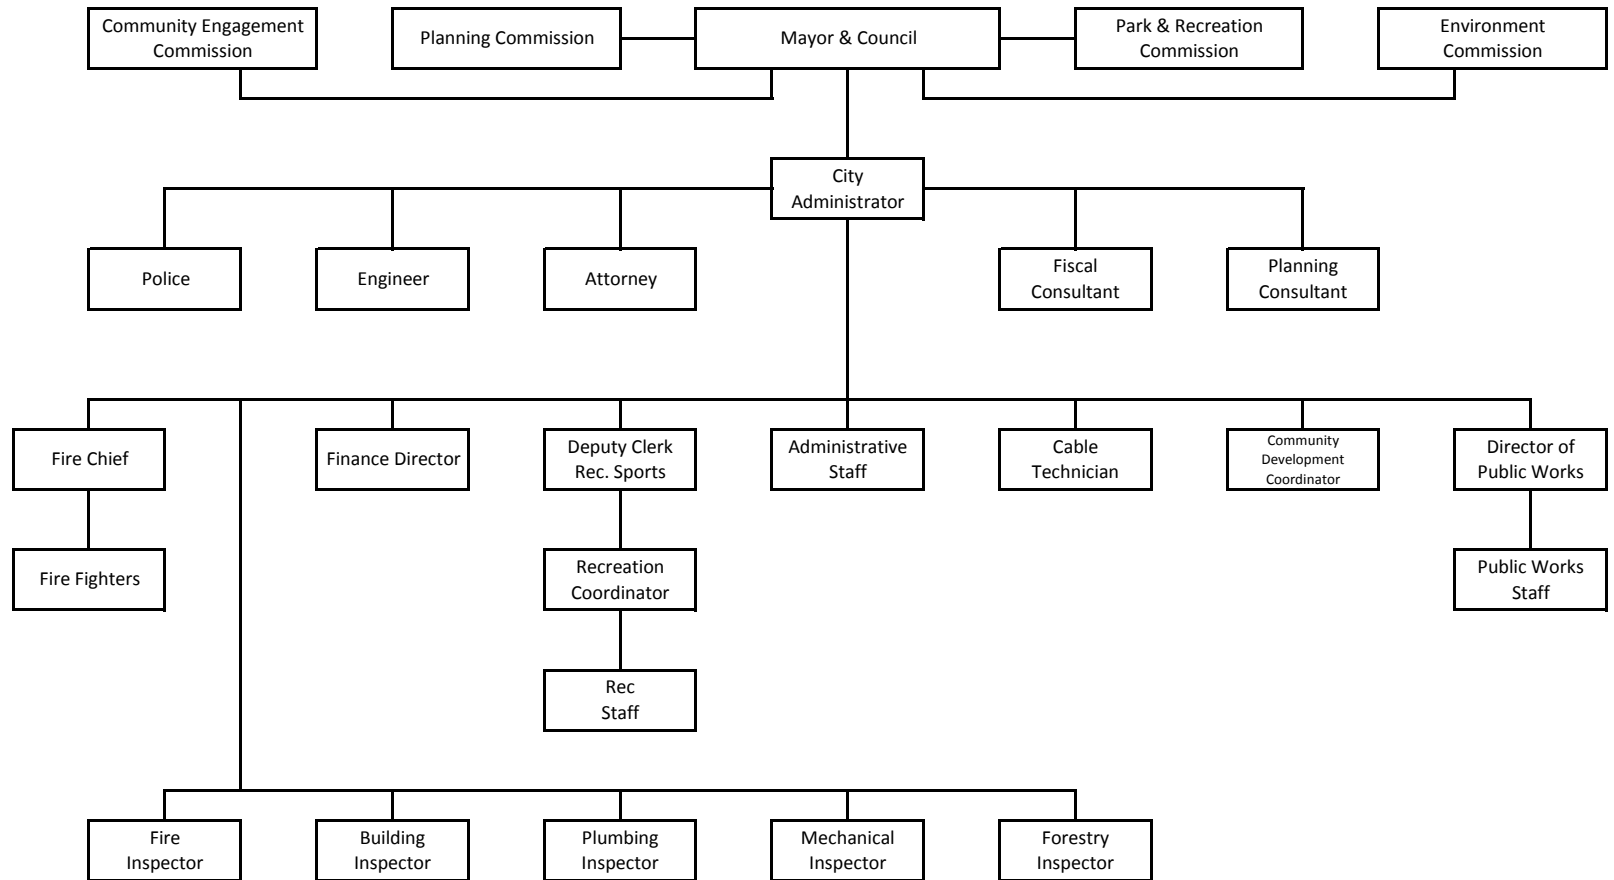 Community Engagement
Commission
Planning Commission
Mayor & Council
Park & Recreation
Commission
Environment
Commission
City
Administrator
Police
Engineer
Attorney
Fiscal
Consultant
Planning
Consultant
Fire Chief
Finance Director
Deputy Clerk
Rec. Sports
Administrative
Staff
Cable
Technician
Community
Development
Coordinator
Director of
Public Works
Fire Fighters
Recreation
Coordinator
Public Works
Staff
Rec
Staff
Fire
Inspector
Building
Inspector
Plumbing
Inspector
Mechanical
Inspector
Forestry
Inspector